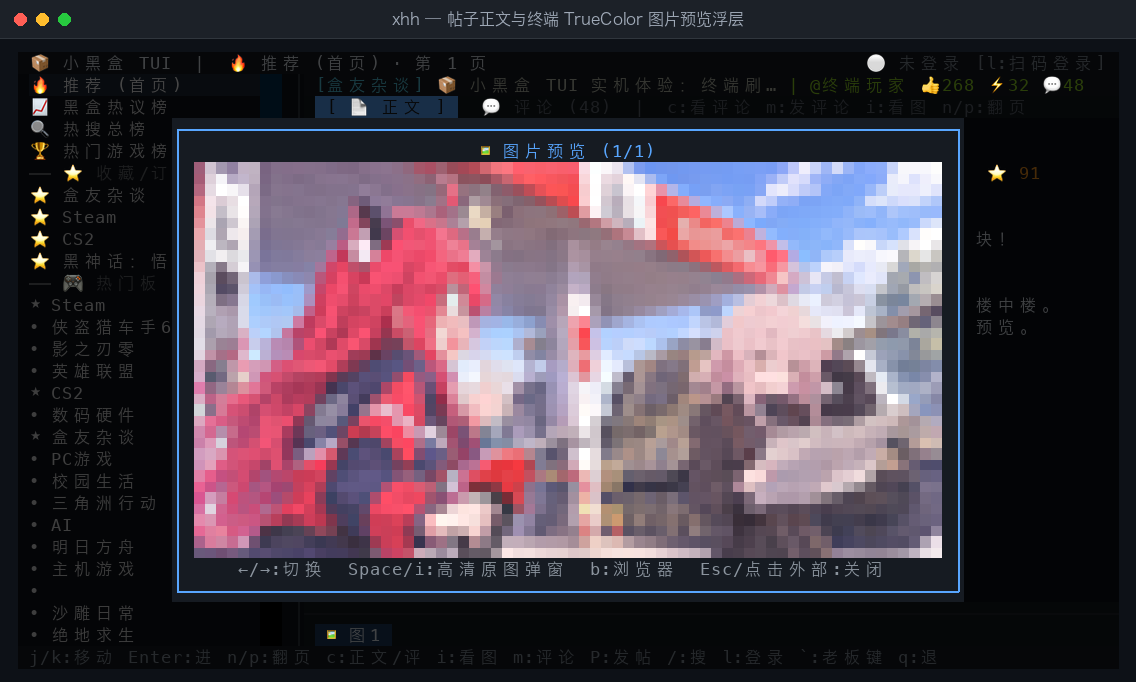 xhh — 帖子正文与终端 TrueColor 图片预览浮层
📦 小黑盒 TUI | 🔥 推荐 (首页) · 第 1 页 ⚪ 未登录 [l:扫码登录]
🔥 推荐 (首页)
[盒友杂谈] 📦 小黑盒 TUI 实机体验: 终端刷… | @终端玩家 👍268 ⚡32 💬48
📈 黑盒热议榜
[ 📄 正文 ] 💬 评论 (48) | c:看评论 m:发评论 i:看图 n/p:翻页
🔍 热搜总榜
🏆 热门游戏榜
── ⭐ 收藏/订
⭐ 91
⭐ 盒友杂谈
⭐ Steam
⭐ CS2
块!
⭐ 黑神话: 悟
── 🎮 热门板
★ Steam
楼中楼。
• 侠盗猎车手6
预览。
• 影之刃零
• 英雄联盟
★ CS2
• 数码硬件
★ 盒友杂谈
• PC游戏
• 校园生活
• 三角洲行动
• AI
• 明日方舟
• 主机游戏
•
• 沙雕日常
• 绝地求生
图片预览 (1/1)
←/→:切换 Space/i:高清原图弹窗 b:浏览器 Esc/点击外部:关闭
图1
j/k:移动 Enter:进 n/p:翻页 c:正文/评 i:看图 m:评论 P:发帖 /:搜 l:登录 `:老板键 q:退